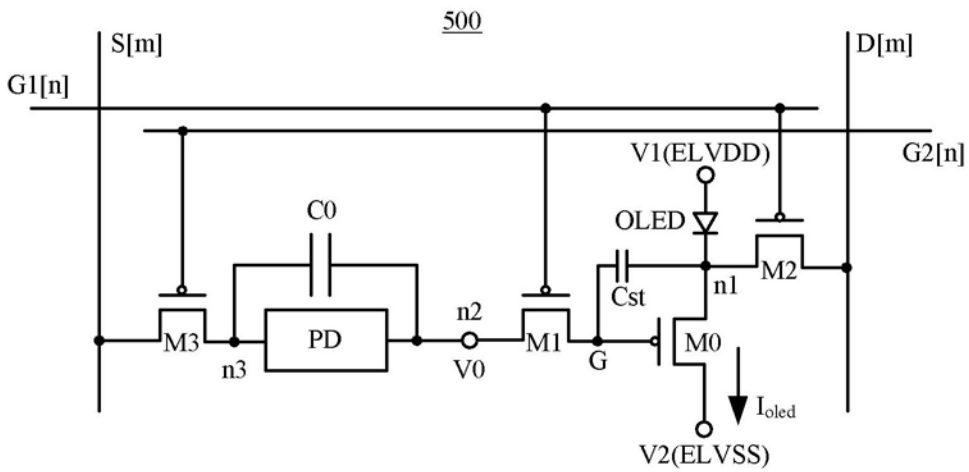 500
S[m]
D[m]
G1[n]
G2[n]
V1(ELVDD)
C0
OLED
M2
n1
Cst
n2
M3
PD
M1
M0
n3
V0
G
I_oled
V2(ELVSS)